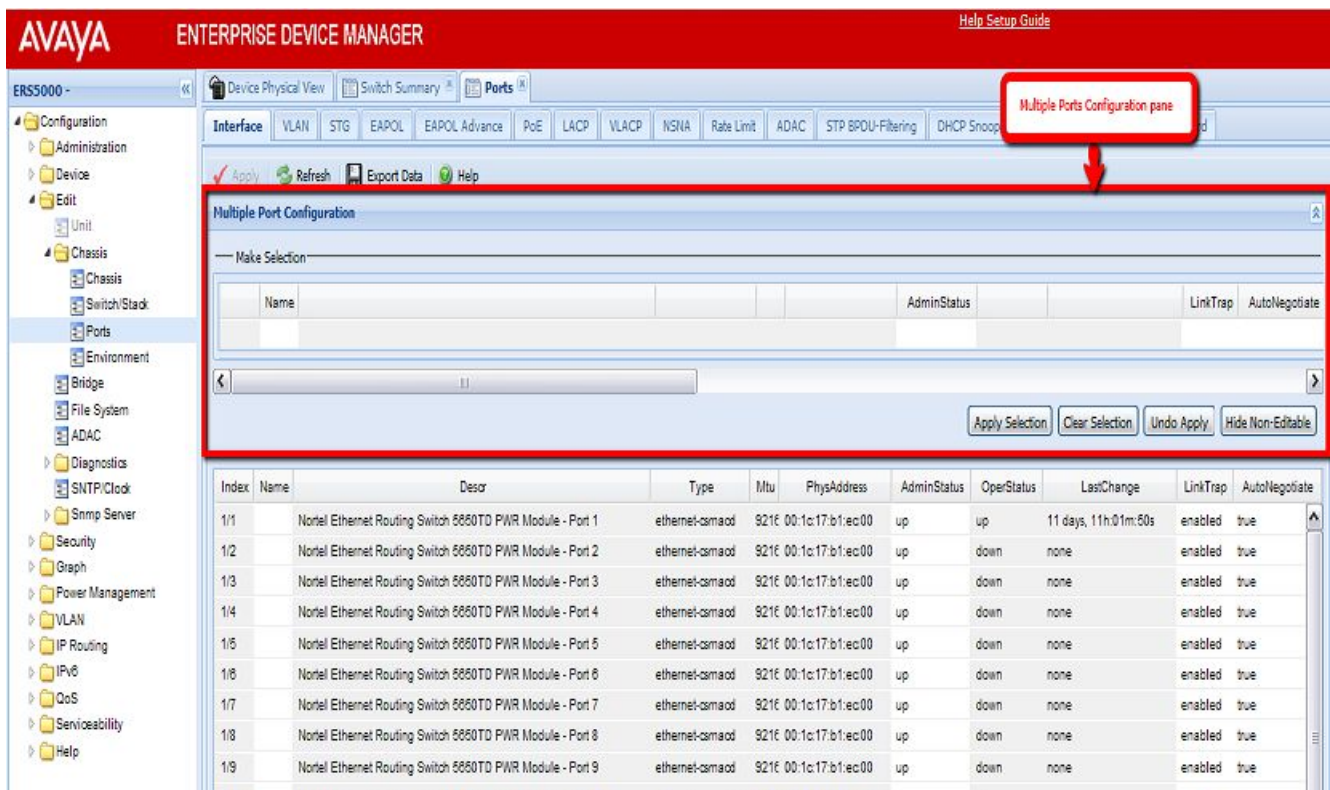 AVAYA ENTERPRISE DEVICE MANAGER Help Setup Guide
ERS5000 -
Configuration
Administration
Device
Edit
Unit
Chassis
Chassis
Switch/Stack
Ports
Environment
Bridge
File System
ADAC
Diagnostics
SNTP/Clock
Snmp Server
Security
Graph
Power Management
VLAN
IP Routing
IPv6
QoS
Serviceability
Help
Device Physical View Switch Summary Ports
Multiple Ports Configuration pane
Interface VLAN STG EAPOL EAPOL Advance PoE LACP VLACP NSNA Rate Limit ADAC STP BPDU-Filtering DHCP Snoop
Apply Refresh Export Data Help
Multiple Port Configuration
Make Selection
Name AdminStatus LinkTrap AutoNegotiate
Apply Selection Clear Selection Undo Apply Hide Non-Editable
Index Name Descr Type Mtu PhysAddress AdminStatus OperStatus LastChange LinkTrap AutoNegotiate
1/1 Nortel Ethernet Routing Switch 5650TD PWR Module - Port 1 ethernet-csmacd 9216 00:1c:17:b1:ec:00 up up 11 days, 11h:01m:50s enabled true
1/2 Nortel Ethernet Routing Switch 5650TD PWR Module - Port 2 ethernet-csmacd 9216 00:1c:17:b1:ec:00 up down none enabled true
1/3 Nortel Ethernet Routing Switch 5650TD PWR Module - Port 3 ethernet-csmacd 9216 00:1c:17:b1:ec:00 up down none enabled true
1/4 Nortel Ethernet Routing Switch 5650TD PWR Module - Port 4 ethernet-csmacd 9216 00:1c:17:b1:ec:00 up down none enabled true
1/5 Nortel Ethernet Routing Switch 5650TD PWR Module - Port 5 ethernet-csmacd 9216 00:1c:17:b1:ec:00 up down none enabled true
1/6 Nortel Ethernet Routing Switch 5650TD PWR Module - Port 6 ethernet-csmacd 9216 00:1c:17:b1:ec:00 up down none enabled true
1/7 Nortel Ethernet Routing Switch 5650TD PWR Module - Port 7 ethernet-csmacd 9216 00:1c:17:b1:ec:00 up down none enabled true
1/8 Nortel Ethernet Routing Switch 5650TD PWR Module - Port 8 ethernet-csmacd 9216 00:1c:17:b1:ec:00 up down none enabled true
1/9 Nortel Ethernet Routing Switch 5650TD PWR Module - Port 9 ethernet-csmacd 9216 00:1c:17:b1:ec:00 up down none enabled true